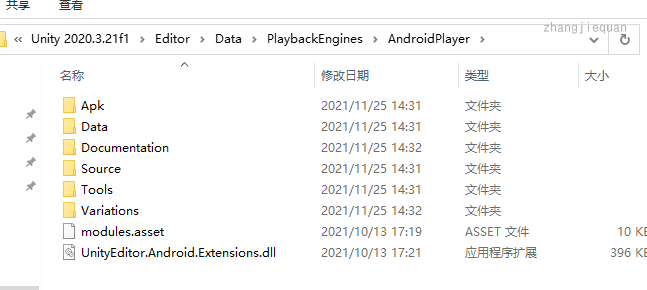 共享 查看
zhangjiequan
« Unity 2020.3.21f1 › Editor › Data › PlaybackEngines › AndroidPlayer ›
名称 修改日期 类型 大小
Apk 2021/11/25 14:31 文件夹
Data 2021/11/25 14:31 文件夹
Documentation 2021/11/25 14:32 文件夹
Source 2021/11/25 14:31 文件夹
Tools 2021/11/25 14:31 文件夹
Variations 2021/11/25 14:32 文件夹
modules.asset 2021/10/13 17:19 ASSET 文件 10 KB
UnityEditor.Android.Extensions.dll 2021/10/13 17:21 应用程序扩展 396 KB